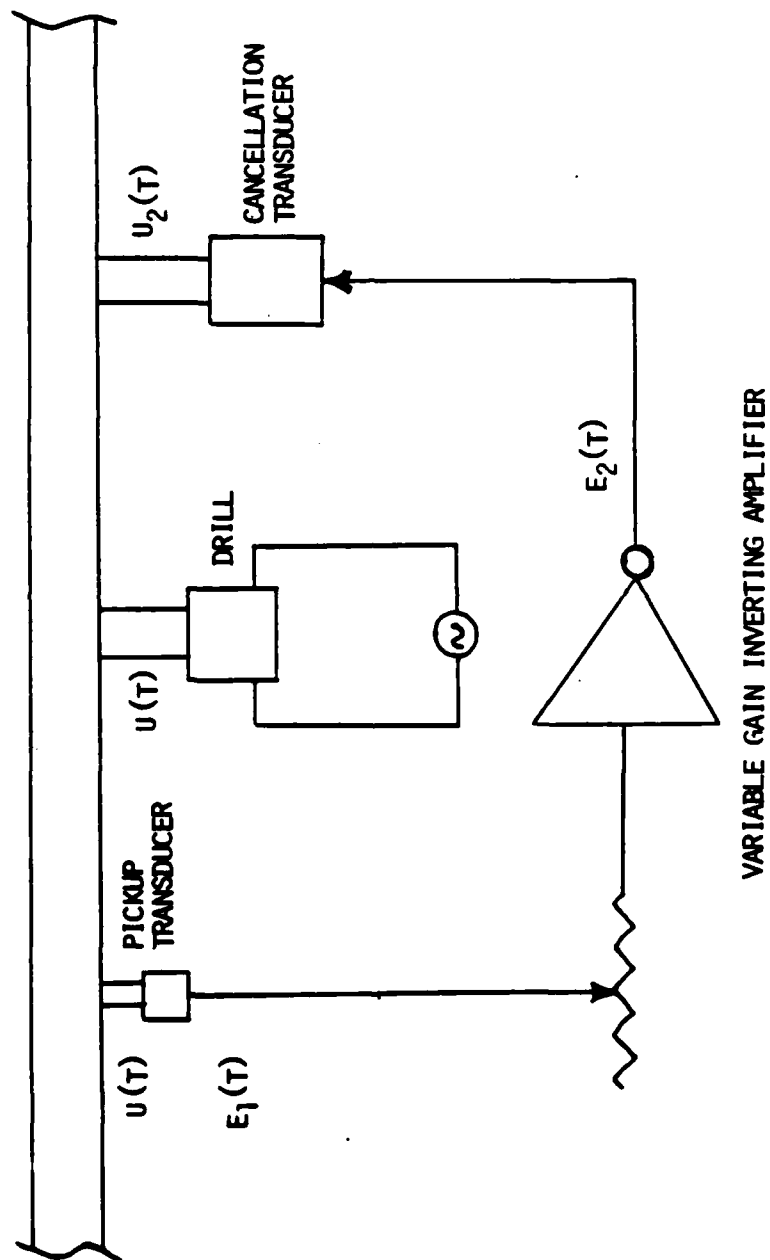 U(T)
PICKUP
TRANSDUCER
E₁(T)
U(T)
DRILL
U₂(T)
CANCELLATION
TRANSDUCER
E₂(T)
VARIABLE GAIN INVERTING AMPLIFIER